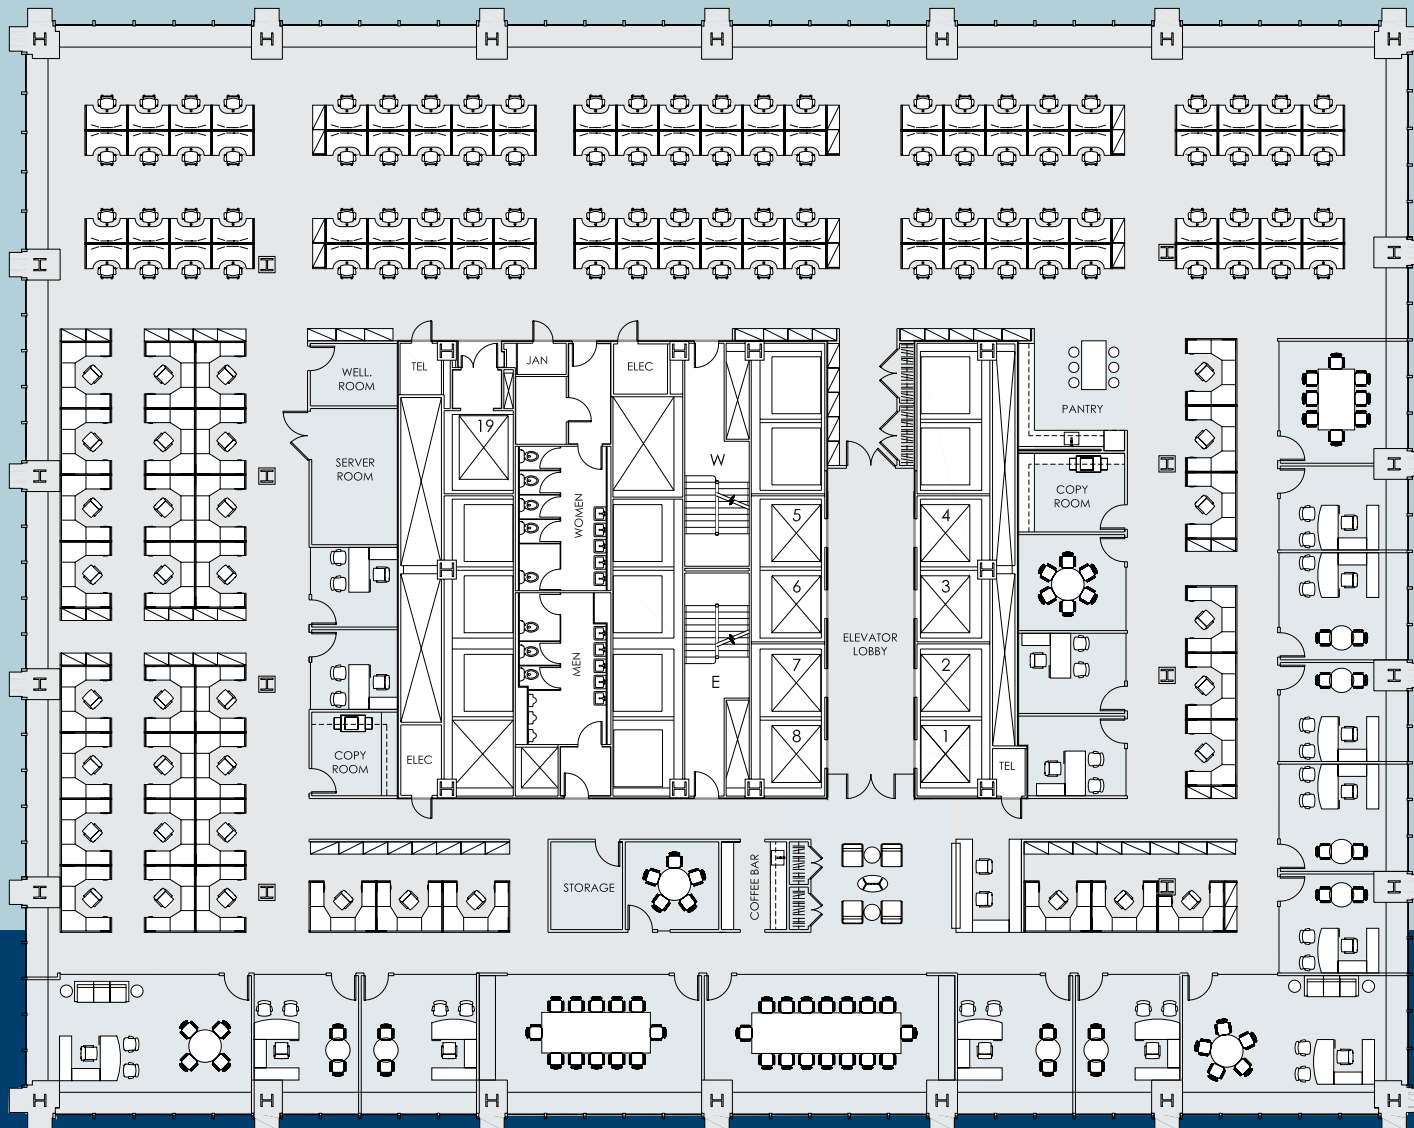 TEL
JAN
ELEC
WELL.
ROOM
19
PANTRY
W
SERVER
ROOM
COPY
ROOM
WOMEN
5
4
6
3
ELEVATOR
LOBBY
MEN
7
2
E
8
1
COPY
ROOM
ELEC
TEL
STORAGE
COFFEE BAR